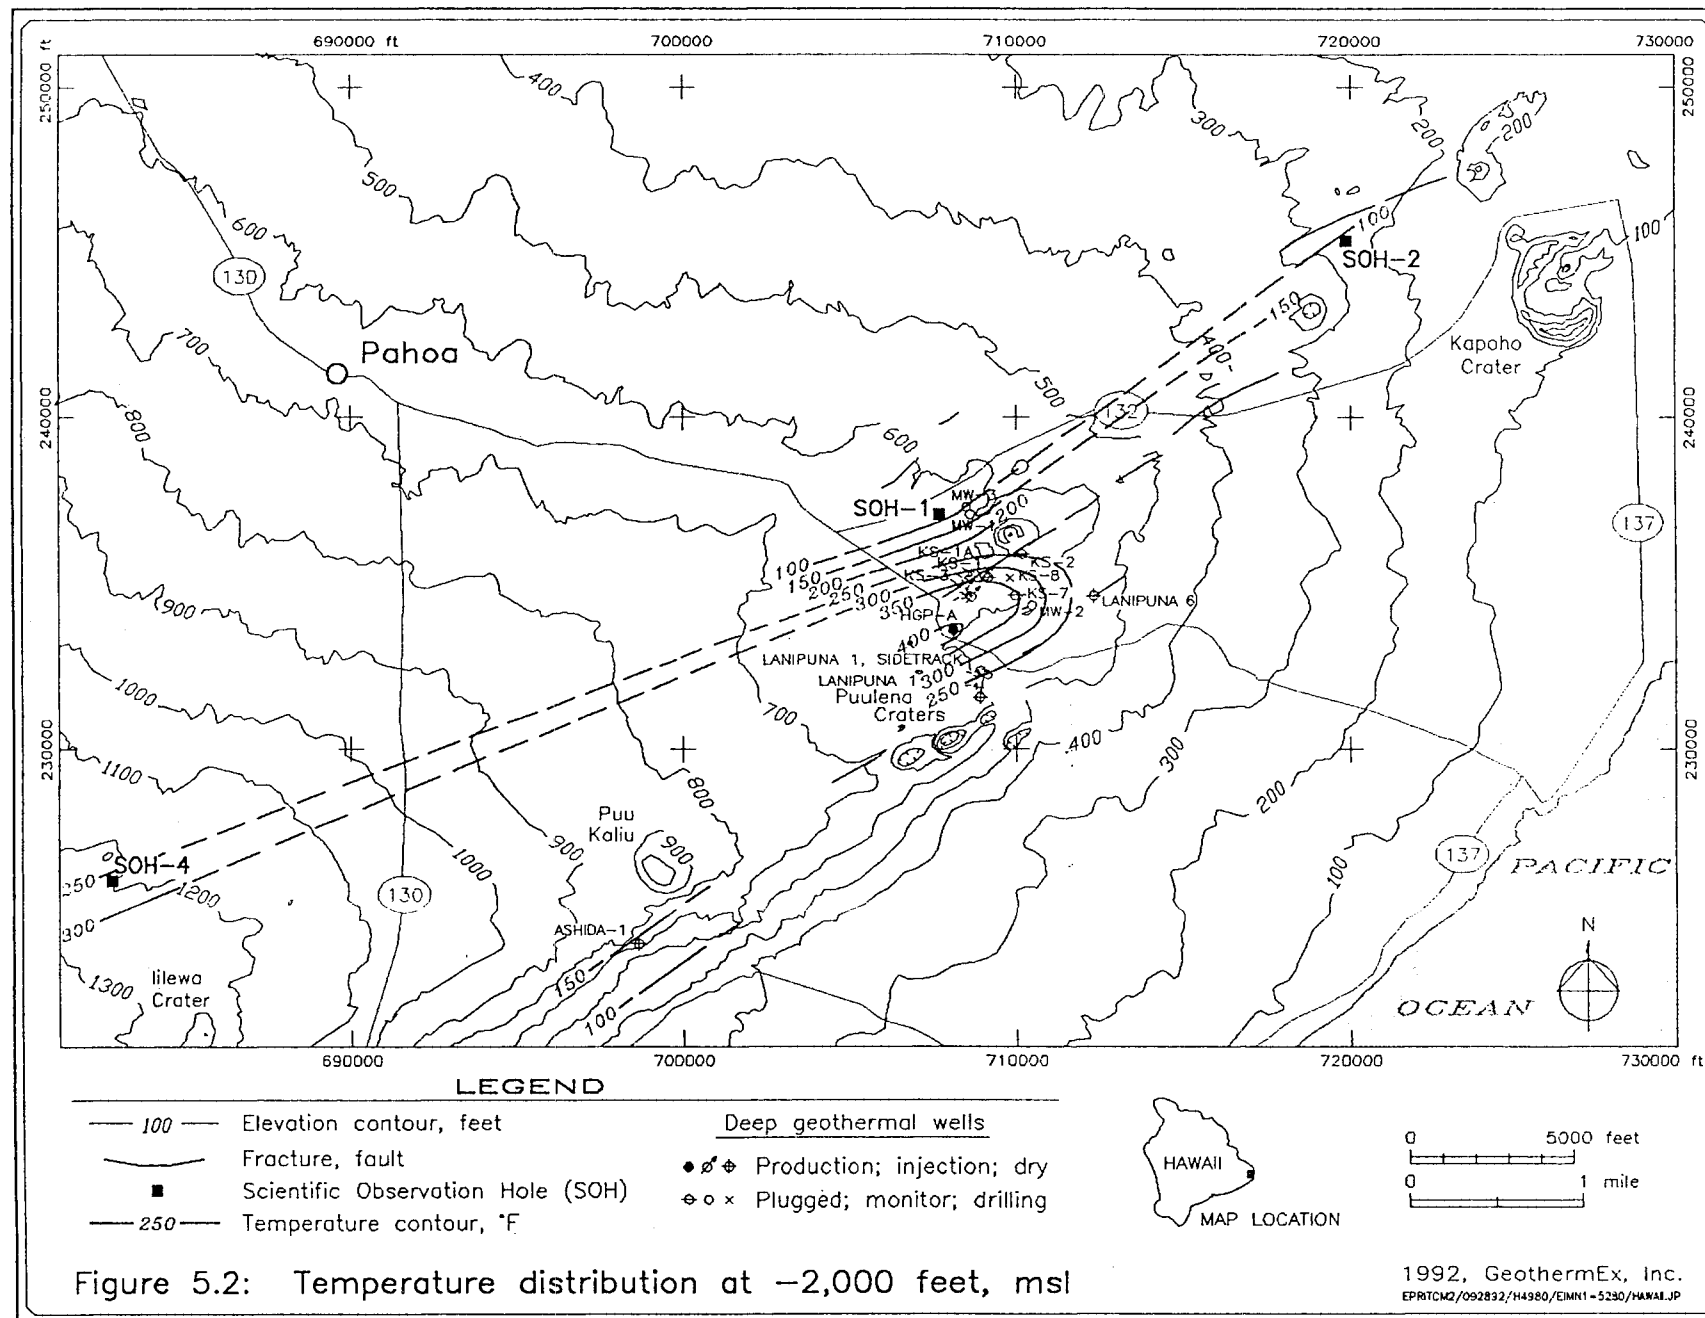 690000 ft
700000
710000
720000
730000
250000 ft
250000
240000
240000
230000
230000
400
300
200
200
500
100
100
600
SOH-2
130
150
700
Pahoa
400
Kapoho
Crater
500
132
800
600
MW-3
SOH-1
200
MW-1
137
KS-1A
KS-2
KS-1
100
KS-3
KS-8
150
200
250
KS-7
LANIPUNA 6
900
300
350
MW-2
HGP-A
400
LANIPUNA 1, SIDETRACK
LANIPUNA 1
300
1000
250
Puulena
Craters
700
400
300
1100
800
200
Puu
Kaliu
900
900
1000
100
137
PACIFIC
SOH-4
250
1200
130
300
ASHIDA-1
N
150
1300
Iilewa
Crater
100
OCEAN
690000
700000
710000
720000
730000 ft
LEGEND
100 Elevation contour, feet
Fracture, fault
Scientific Observation Hole (SOH)
250 Temperature contour, °F
Deep geothermal wells
Production; injection; dry
Plugged; monitor; drilling
HAWAII
MAP LOCATION
0 5000 feet
0 1 mile
Figure 5.2: Temperature distribution at -2,000 feet, msl
1992, GeothermEx, Inc.
EPRITCM2/092892/H4980/EIMN1-5280/HAWAII.JP